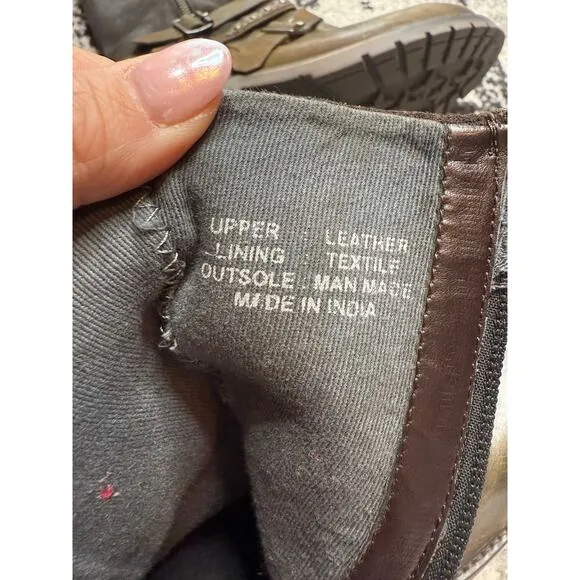 UPPER : LEATHER
LINING : TEXTILE
OUTSOLE : MAN MADE
MADE IN INDIA